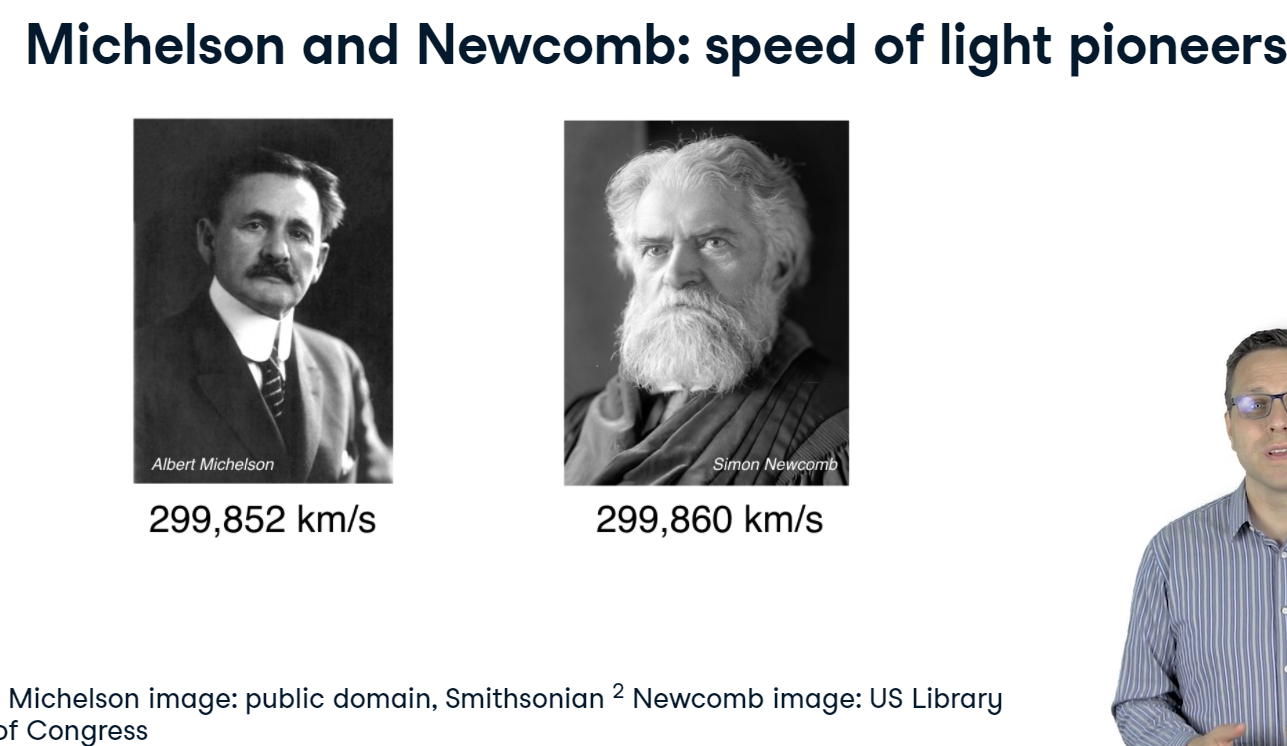 Michelson and Newcomb: speed of light pioneers
Albert Michelson
Simon Newcomb
299,852 km/s
299,860 km/s
Michelson image: public domain, Smithsonian 2 Newcomb image: US Library
of Congress